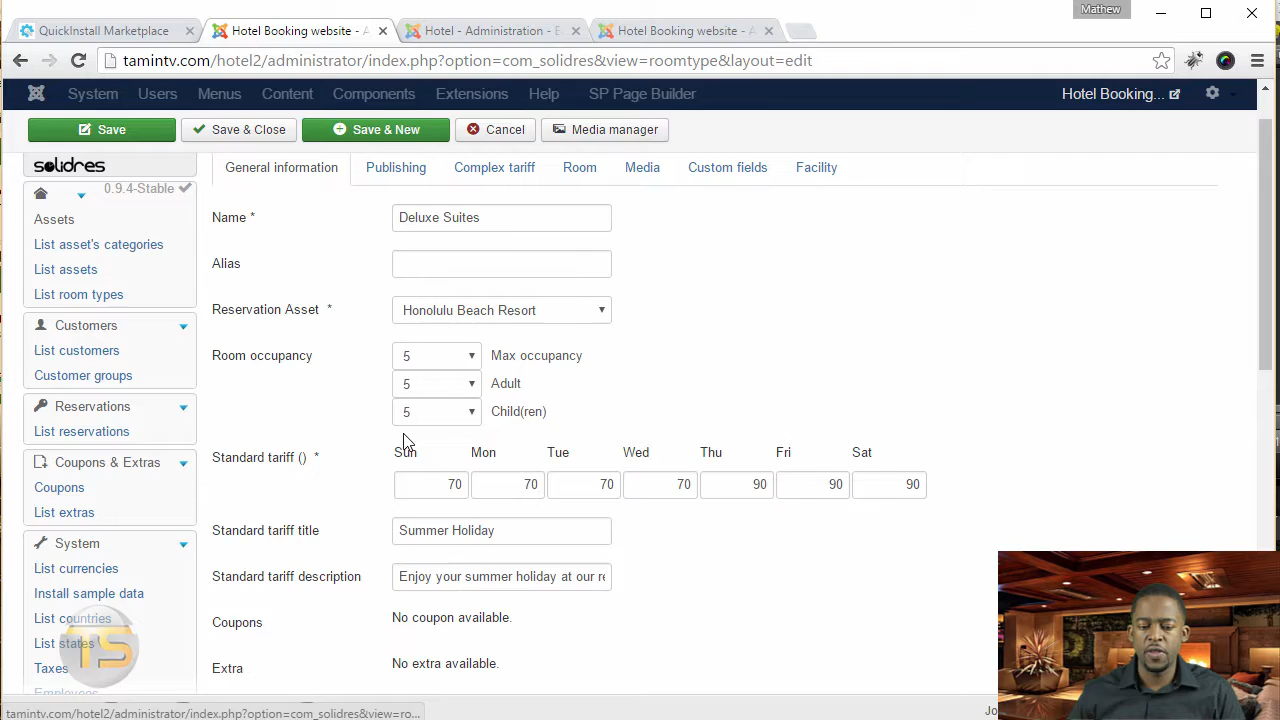 Mathew
QuickInstall Marketplace
Hotel Booking website - A
Hotel - Administration - E
Hotel Booking website - A
tamintv.com/hotel2/administrator/index.php?option=com_solidres&view=roomtype&layout=edit
System Users Menus Content Components Extensions Help SP Page Builder Hotel Booking...
Save Save & Close Save & New Cancel Media manager
solidres
0.9.4-Stable
Assets
List asset's categories
List assets
List room types
Customers
List customers
Customer groups
Reservations
List reservations
Coupons & Extras
Coupons
List extras
System
List currencies
Install sample data
List countries
List states
Taxes
Employees
TS
General information Publishing Complex tariff Room Media Custom fields Facility
Name * Deluxe Suites
Alias
Reservation Asset * Honolulu Beach Resort
Room occupancy 5 Max occupancy
5 Adult
5 Child(ren)
Sun Mon Tue Wed Thu Fri Sat
Standard tariff () *
70 70 70 70 90 90 90
Standard tariff title Summer Holiday
Standard tariff description Enjoy your summer holiday at our re
Coupons No coupon available.
Extra No extra available.
tamintv.com/hotel2/administrator/index.php?option=com_solidres&view=ro...